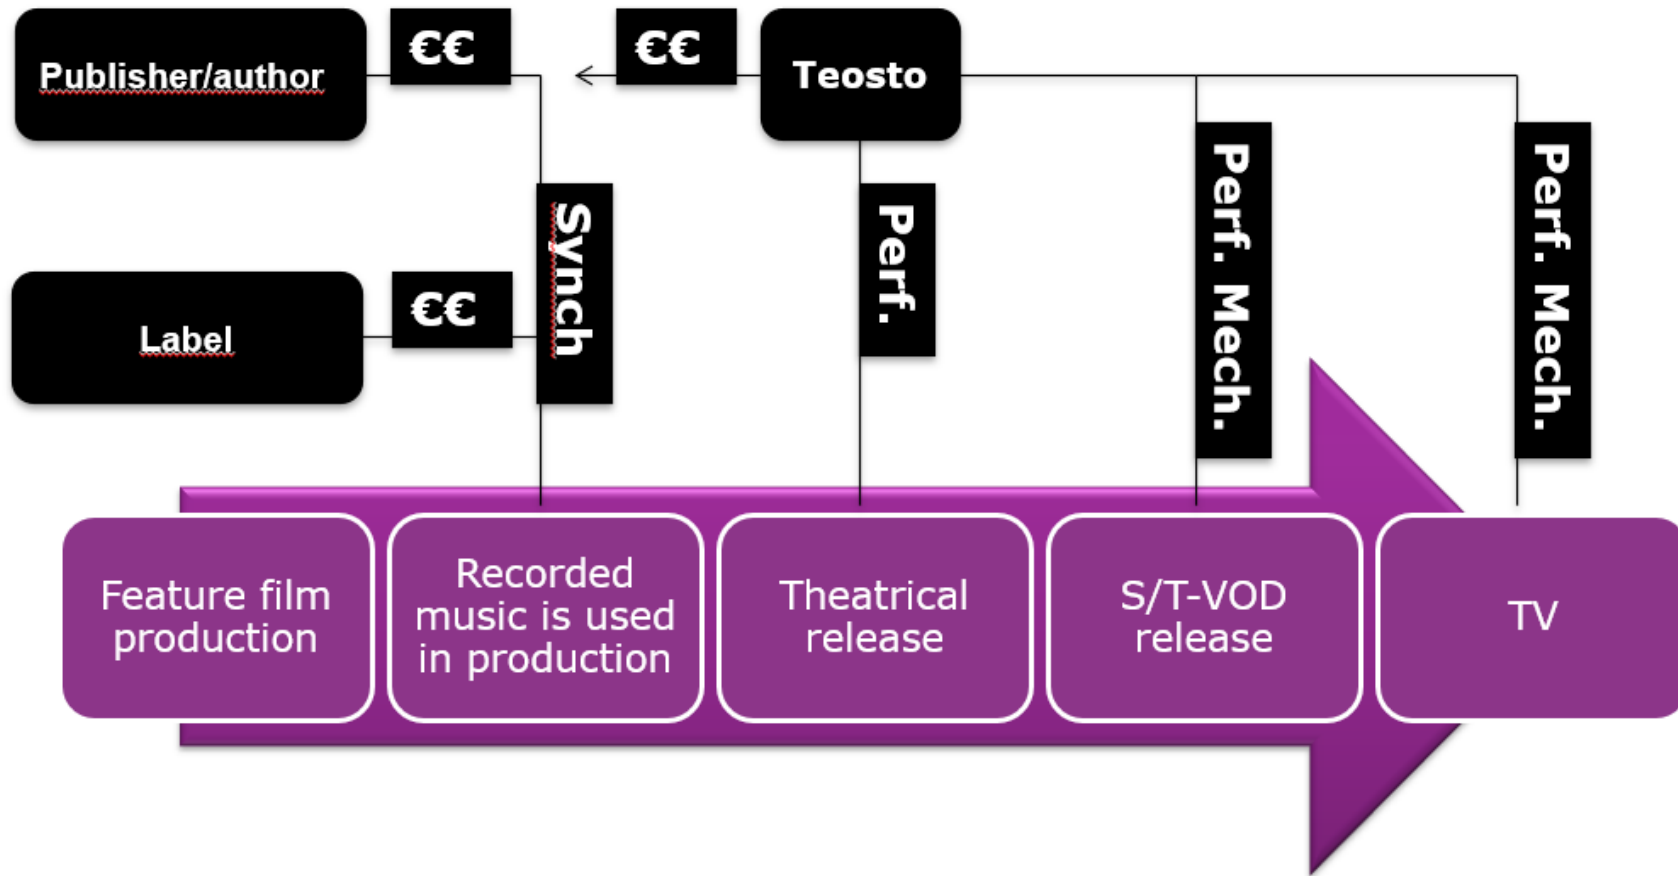 Publisher/author
€€
€€
Teosto
Label
€€
Synch
Perf.
Perf. Mech.
Perf. Mech.
Feature film
production
Recorded
music is used
in production
Theatrical
release
S/T-VOD
release
TV